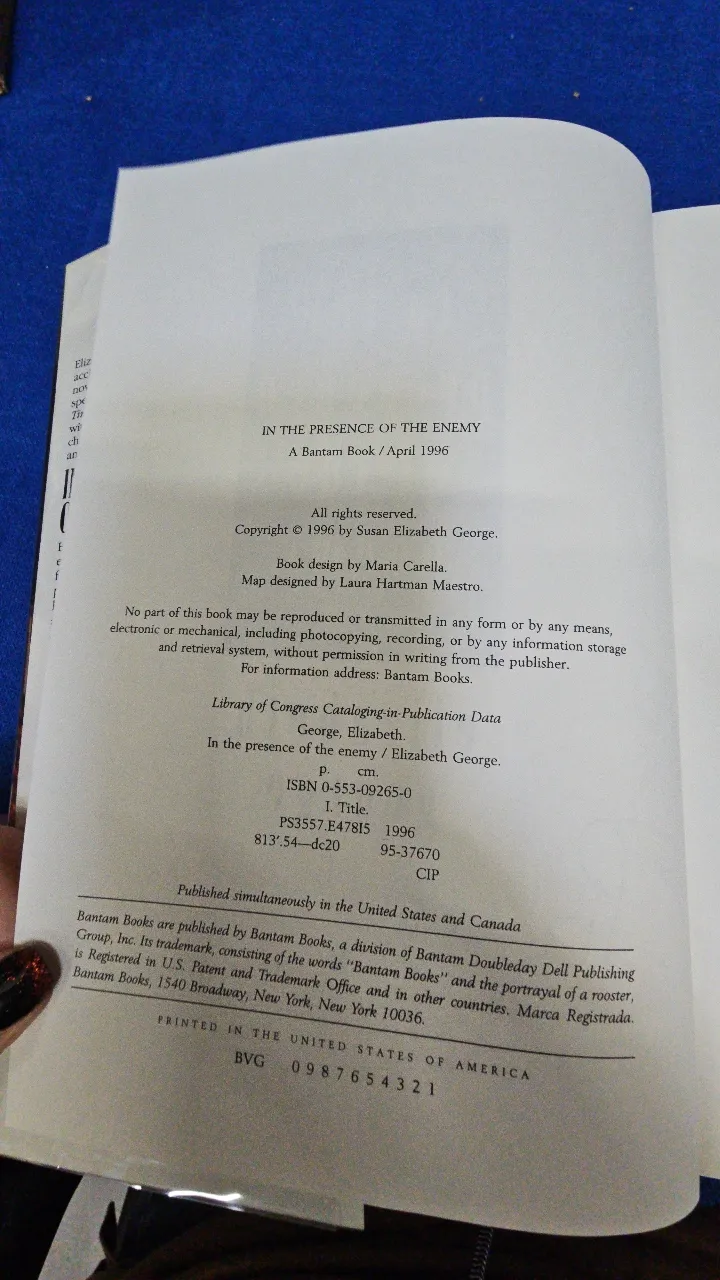 Eliz
acc
nov
spe
Th
wi
ch
an
IN THE PRESENCE OF THE ENEMY
A Bantam Book / April 1996
All rights reserved.
Copyright © 1996 by Susan Elizabeth George.
Book design by Maria Carella.
Map designed by Laura Hartman Maestro.
No part of this book may be reproduced or transmitted in any form or by any means,
electronic or mechanical, including photocopying, recording, or by any information storage
and retrieval system, without permission in writing from the publisher.
For information address: Bantam Books.
Library of Congress Cataloging-in-Publication Data
George, Elizabeth.
In the presence of the enemy / Elizabeth George.
p. cm.
ISBN 0-553-09265-0
I. Title.
PS3557.E478I5 1996
813'.54—dc20 95-37670
CIP
Published simultaneously in the United States and Canada
Bantam Books are published by Bantam Books, a division of Bantam Doubleday Dell Publishing
Group, Inc. Its trademark, consisting of the words "Bantam Books" and the portrayal of a rooster,
is Registered in U.S. Patent and Trademark Office and in other countries. Marca Registrada.
Bantam Books, 1540 Broadway, New York, New York 10036.
PRINTED IN THE UNITED STATES OF AMERICA
BVG 0 9 8 7 6 5 4 3 2 1